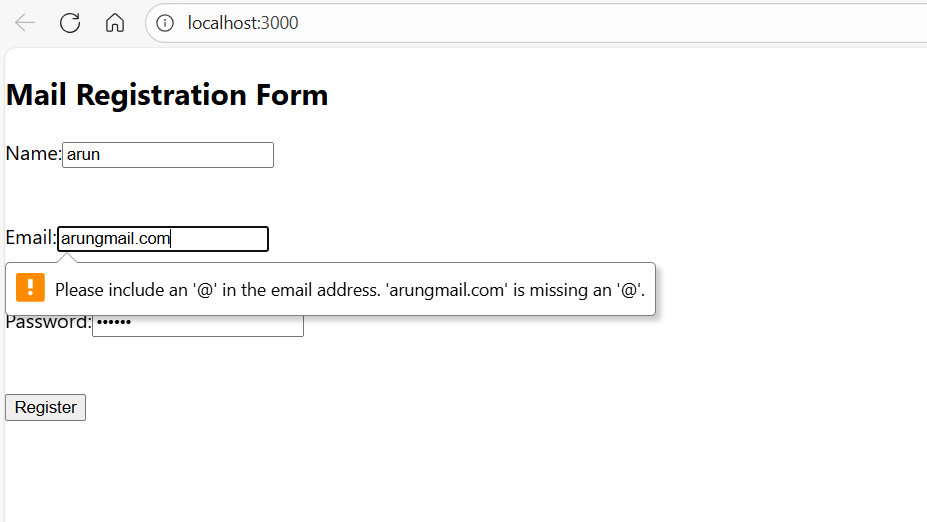 localhost:3000
Mail Registration Form
Name: arun
Email: arungmail.com
Please include an '@' in the email address. 'arungmail.com' is missing an '@'.
Password: ••••••
Register